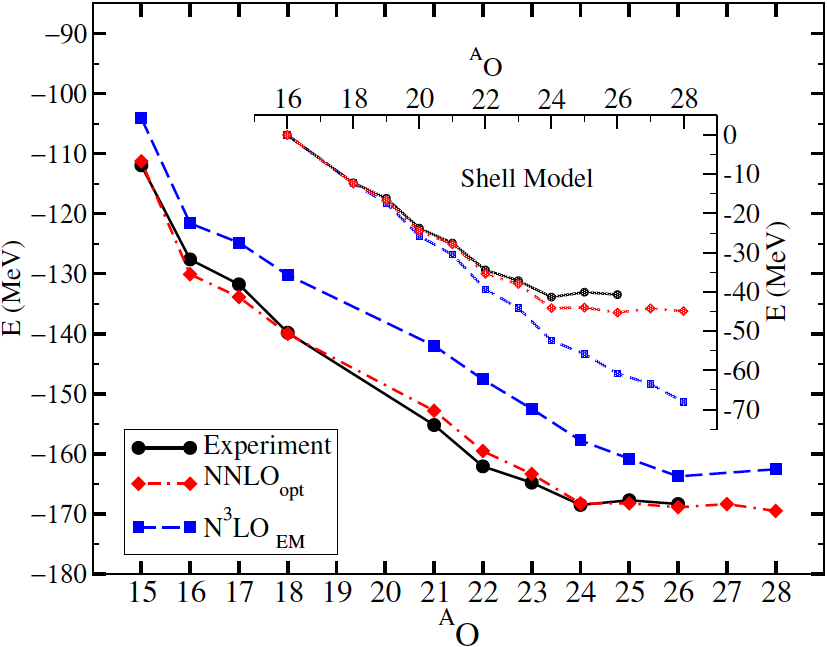 −90
−100
−110
−120
−130
−140
−150
−160
−170
−180
E (MeV)
15 16 17 18 19 20 21 22 23 24 25 26 27 28
AO
AO
16 18 20 22 24 26 28
Shell Model
0
-10
-20
-30
-40
-50
-60
-70
E (MeV)
Experiment
NNLOopt
N3LO EM